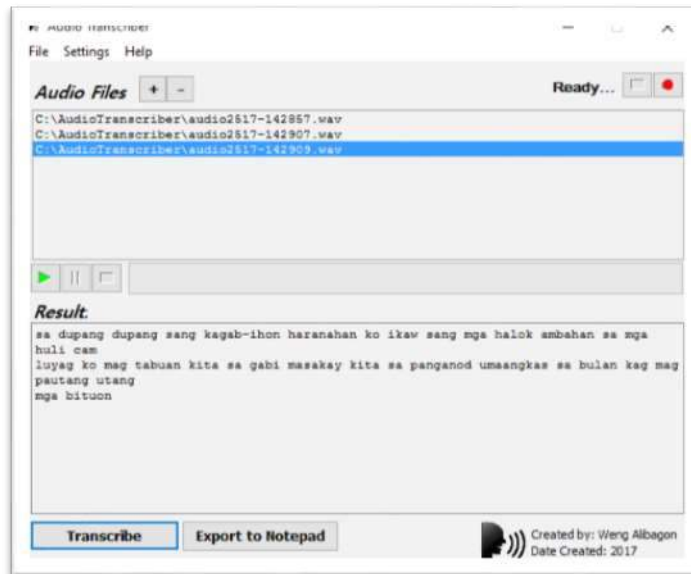 Audio Transcriber
File Settings Help
Audio Files + -
Ready...
C:\AudioTranscriber\audio2517-142857.wav
C:\AudioTranscriber\audio2517-142907.wav
C:\AudioTranscriber\audio2517-142909.wav
Result:
sa dupang dupang sang kagab-ihon haranahan ko ikaw sang mga halok ambahan sa mga
huli cam
luyag ko mag tabuan kita sa gabi masakay kita sa panganod umaangkas sa bulan kag mag
pautang utang
mga bituon
Transcribe
Export to Notepad
Created by: Weng Alibagon
Date Created: 2017